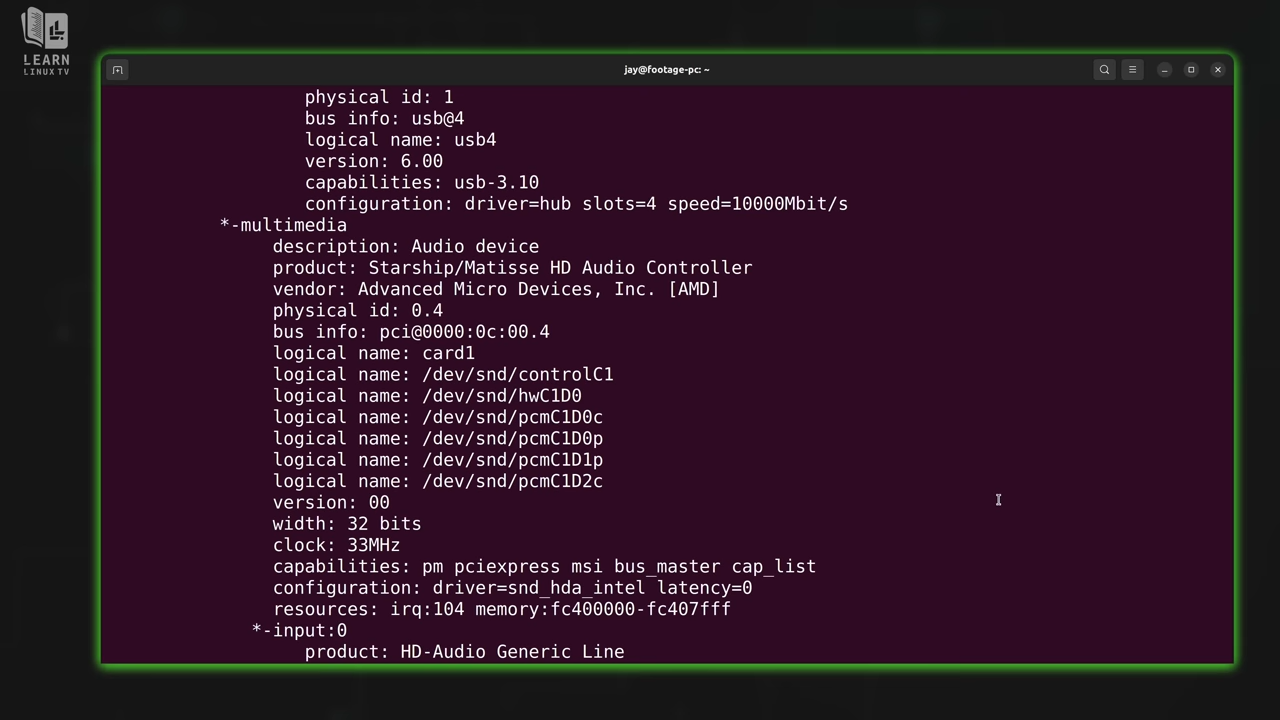 LEARN
LINUX TV
jay@footage-pc: ~
physical id: 1
bus info: usb@4
logical name: usb4
version: 6.00
capabilities: usb-3.10
configuration: driver=hub slots=4 speed=10000Mbit/s
*-multimedia
description: Audio device
product: Starship/Matisse HD Audio Controller
vendor: Advanced Micro Devices, Inc. [AMD]
physical id: 0.4
bus info: pci@0000:0c:00.4
logical name: card1
logical name: /dev/snd/controlC1
logical name: /dev/snd/hwC1D0
logical name: /dev/snd/pcmC1D0c
logical name: /dev/snd/pcmC1D0p
logical name: /dev/snd/pcmC1D1p
logical name: /dev/snd/pcmC1D2c
version: 00
width: 32 bits
clock: 33MHz
capabilities: pm pciexpress msi bus_master cap_list
configuration: driver=snd_hda_intel latency=0
resources: irq:104 memory:fc400000-fc407fff
*-input:0
product: HD-Audio Generic Line